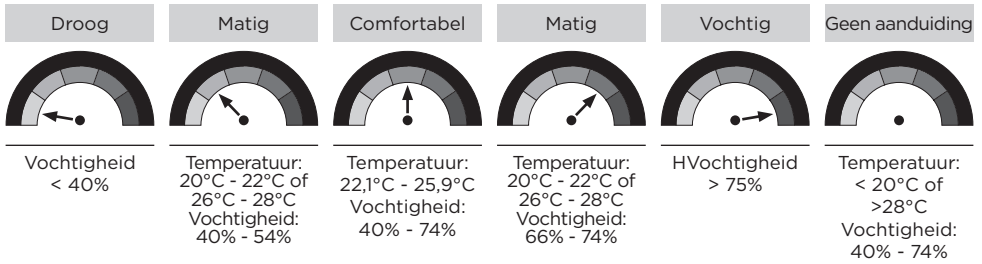 Droog
Vochtigheid
< 40%
Matig
Temperatuur:
20°C - 22°C of
26°C - 28°C
Vochtigheid:
40% - 54%
Comfortabel
Temperatuur:
22,1°C - 25,9°C
Vochtigheid:
40% - 74%
Matig
Temperatuur:
20°C - 22°C of
26°C - 28°C
Vochtigheid:
66% - 74%
Vochtig
HVochtigheid
> 75%
Geen aanduiding
Temperatuur:
< 20°C of
>28°C
Vochtigheid:
40% - 74%